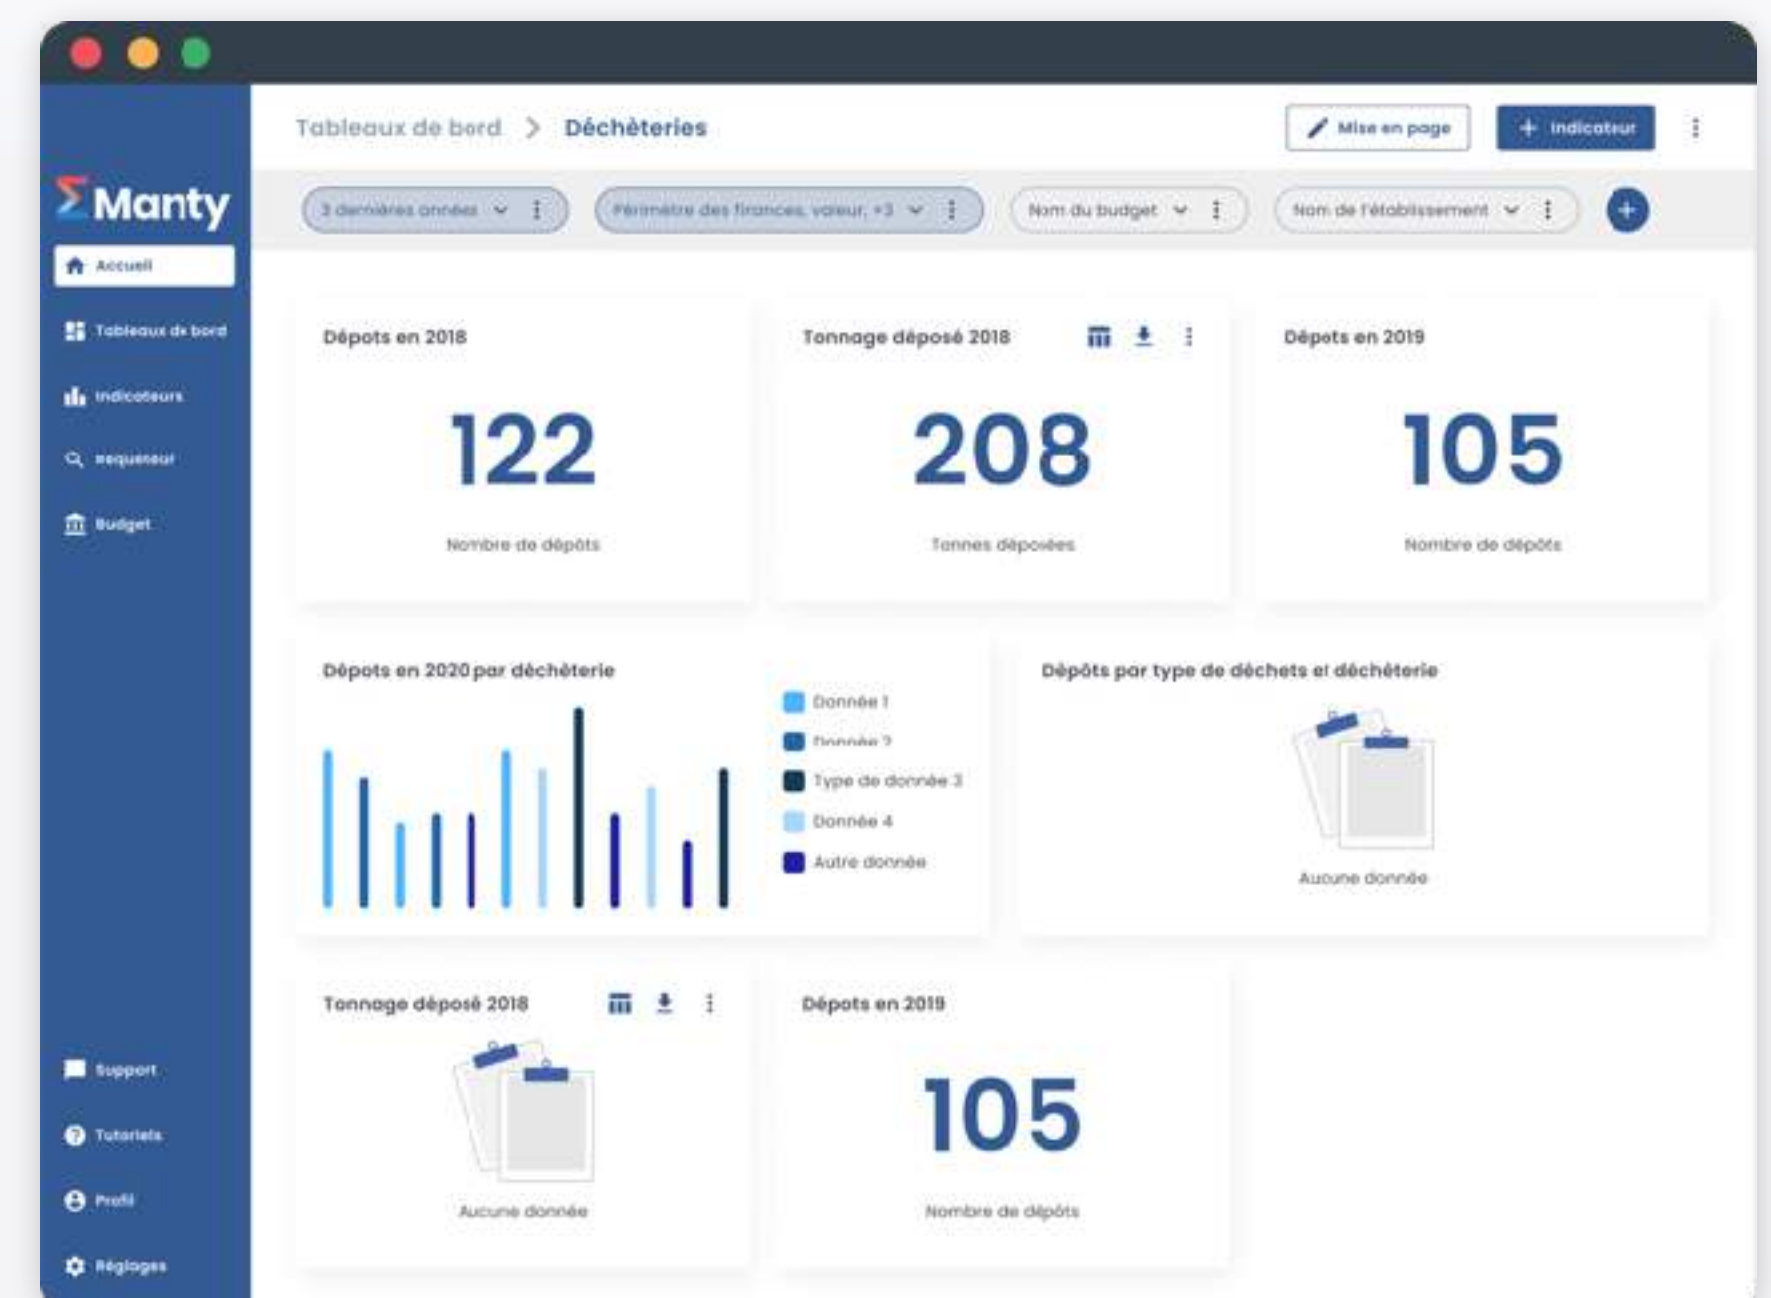 Tableaux de bord > Déchèteries
Mise en page
+ Indicateur
Manty
3 dernières années
Périmètre des finances, valeur, +3
Nom du budget
Nom de l'établissement
Accueil
Tableaux de bord
Indicateurs
Requêteur
Budget
Support
Tutoriels
Profil
Réglages
Dépots en 2018
122
Nombre de dépôts
Tonnage déposé 2018
208
Tonnes déposées
Dépots en 2019
105
Nombre de dépôts
Dépots en 2020 par déchèterie
Donnée 1
Donnée 2
Type de donnée 3
Donnée 4
Autre donnée
Dépôts par type de déchets et déchèterie
Aucune donnée
Tonnage déposé 2018
Aucune donnée
Dépots en 2019
105
Nombre de dépôts